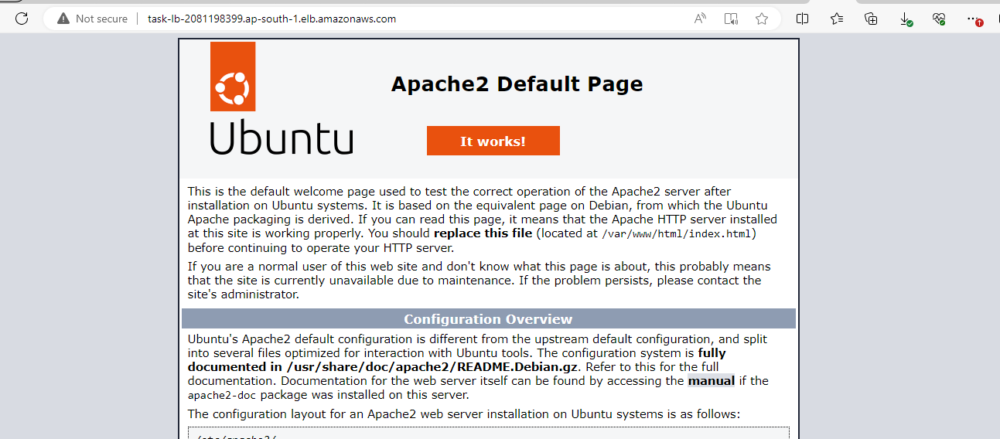 Not secure
task-lb-2081198399.ap-south-1.elb.amazonaws.com
Apache2 Default Page
Ubuntu
It works!
This is the default welcome page used to test the correct operation of the Apache2 server after
installation on Ubuntu systems. It is based on the equivalent page on Debian, from which the Ubuntu
Apache packaging is derived. If you can read this page, it means that the Apache HTTP server installed
at this site is working properly. You should replace this file (located at /var/www/html/index.html)
before continuing to operate your HTTP server.
If you are a normal user of this web site and don't know what this page is about, this probably means
that the site is currently unavailable due to maintenance. If the problem persists, please contact the
site's administrator.
Configuration Overview
Ubuntu's Apache2 default configuration is different from the upstream default configuration, and split
into several files optimized for interaction with Ubuntu tools. The configuration system is fully
documented in /usr/share/doc/apache2/README.Debian.gz. Refer to this for the full
documentation. Documentation for the web server itself can be found by accessing the manual if the
apache2-doc package was installed on this server.
The configuration layout for an Apache2 web server installation on Ubuntu systems is as follows: